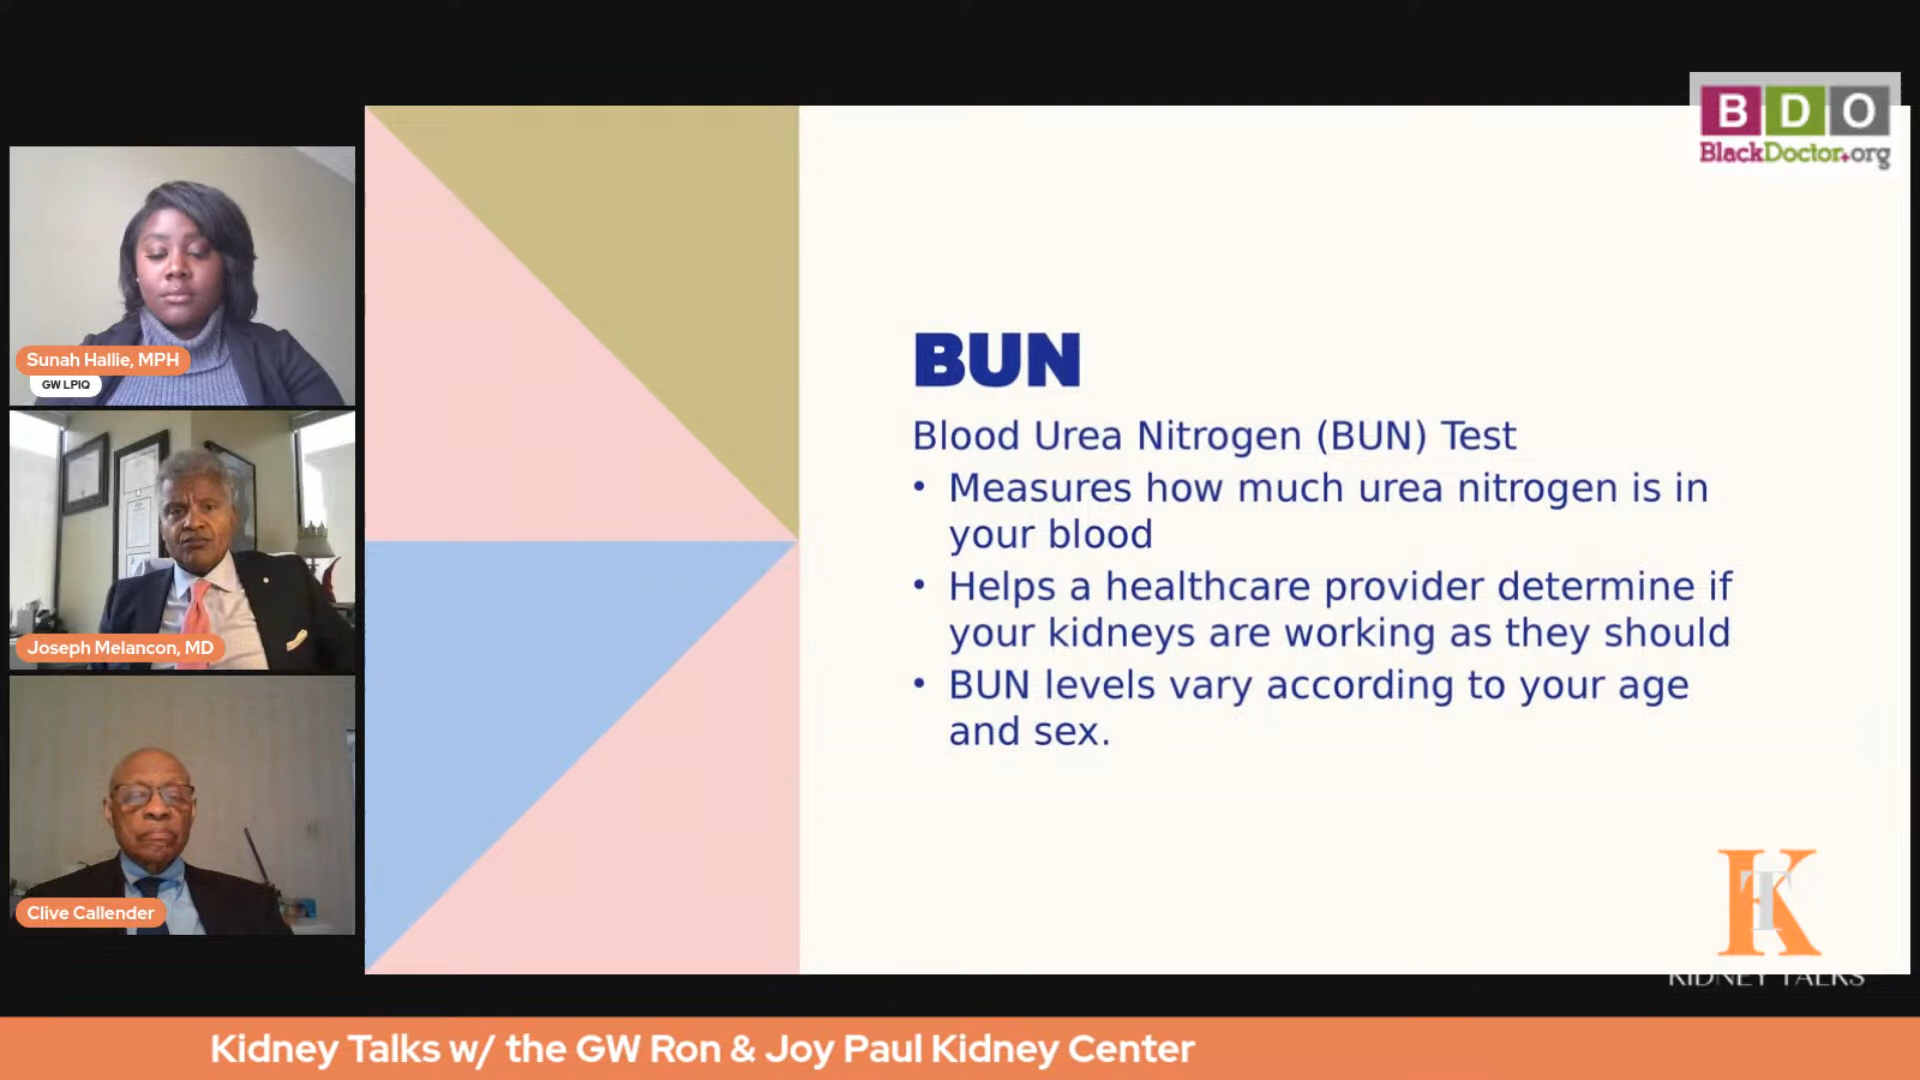 BDO
BlackDoctor.org
Sunah Hallie, MPH
GW LPIQ
Joseph Melancon, MD
Clive Callender
BUN
Blood Urea Nitrogen (BUN) Test
• Measures how much urea nitrogen is in
your blood
• Helps a healthcare provider determine if
your kidneys are working as they should
• BUN levels vary according to your age
and sex.
KT
KIDNEY TALKS
Kidney Talks w/ the GW Ron & Joy Paul Kidney Center